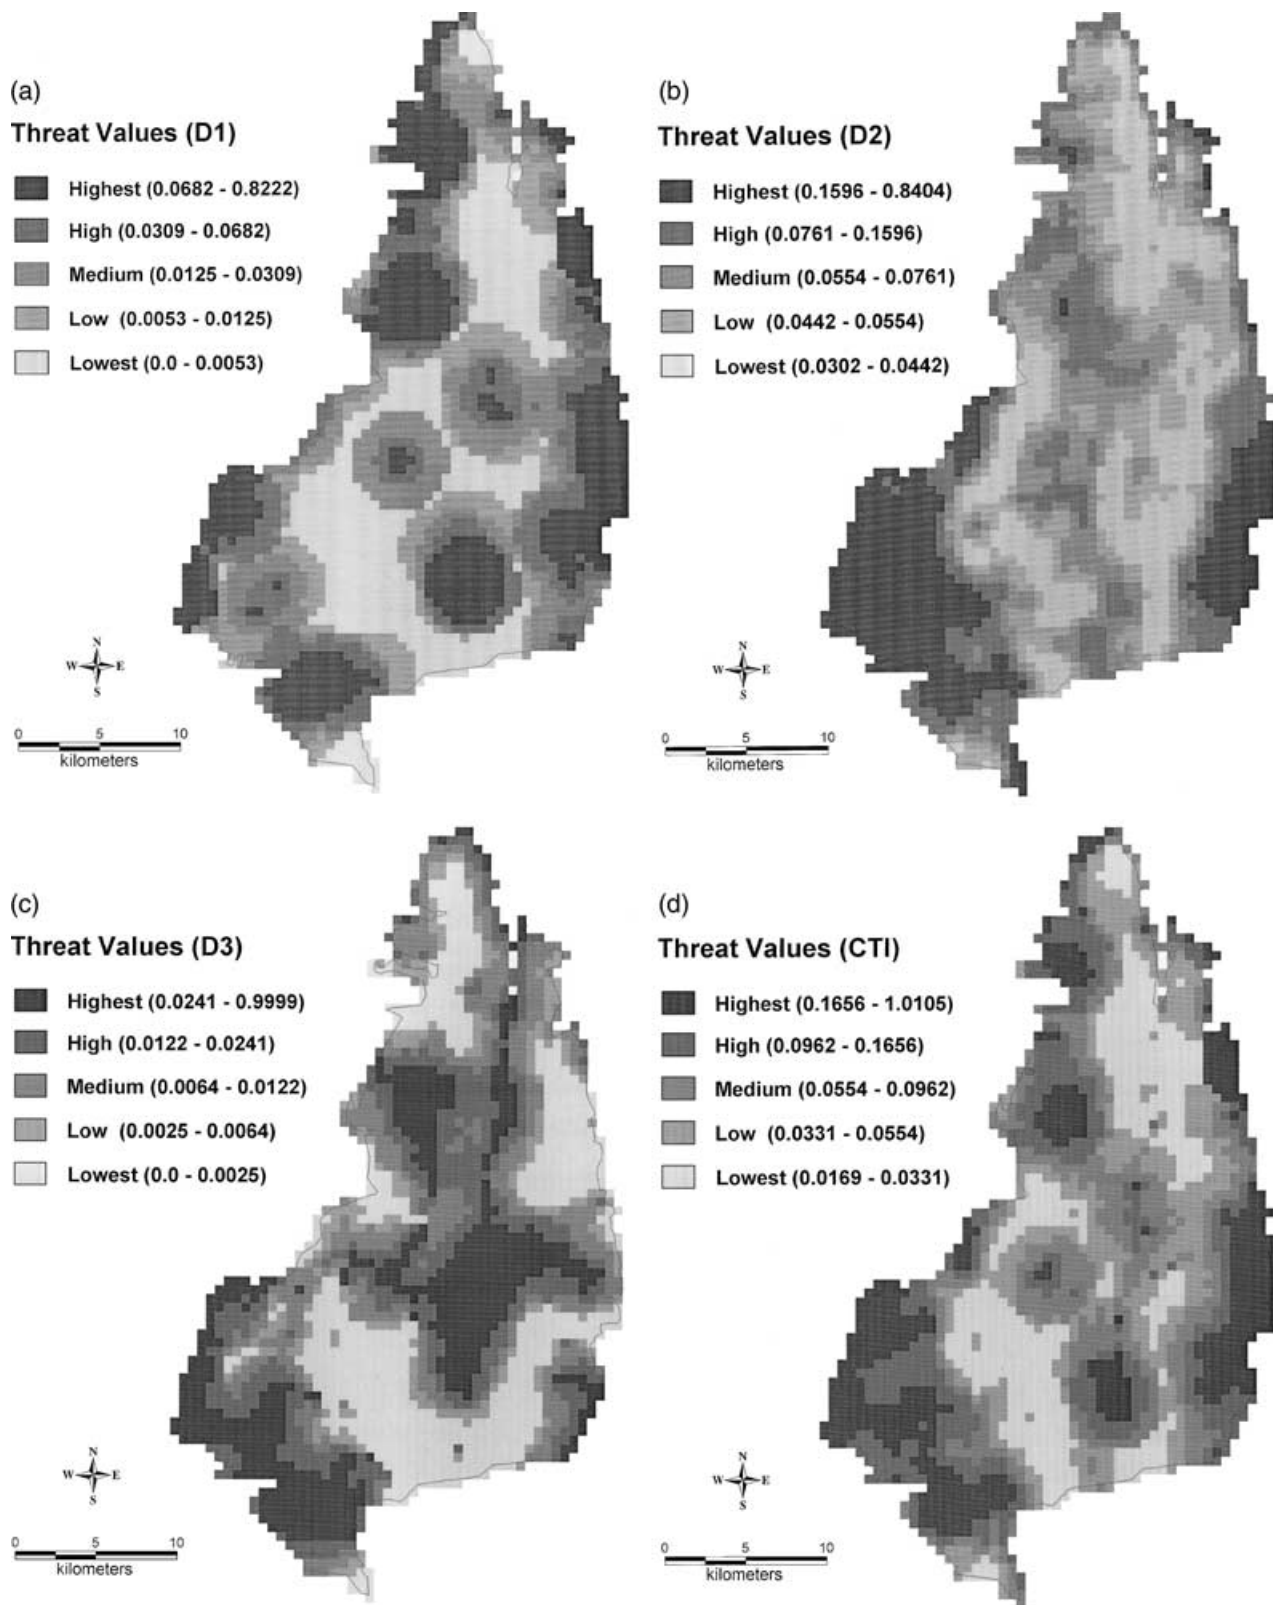 (a)
Threat Values (D1)
Highest (0.0682 - 0.8222)
High (0.0309 - 0.0682)
Medium (0.0125 - 0.0309)
Low (0.0053 - 0.0125)
Lowest (0.0 - 0.0053)
N
W E
S
0 5 10
kilometers
(b)
Threat Values (D2)
Highest (0.1596 - 0.8404)
High (0.0761 - 0.1596)
Medium (0.0554 - 0.0761)
Low (0.0442 - 0.0554)
Lowest (0.0302 - 0.0442)
N
W E
S
0 5 10
kilometers
(c)
Threat Values (D3)
Highest (0.0241 - 0.9999)
High (0.0122 - 0.0241)
Medium (0.0064 - 0.0122)
Low (0.0025 - 0.0064)
Lowest (0.0 - 0.0025)
N
W E
S
0 5 10
kilometers
(d)
Threat Values (CTI)
Highest (0.1656 - 1.0105)
High (0.0962 - 0.1656)
Medium (0.0554 - 0.0962)
Low (0.0331 - 0.0554)
Lowest (0.0169 - 0.0331)
N
W E
S
0 5 10
kilometers